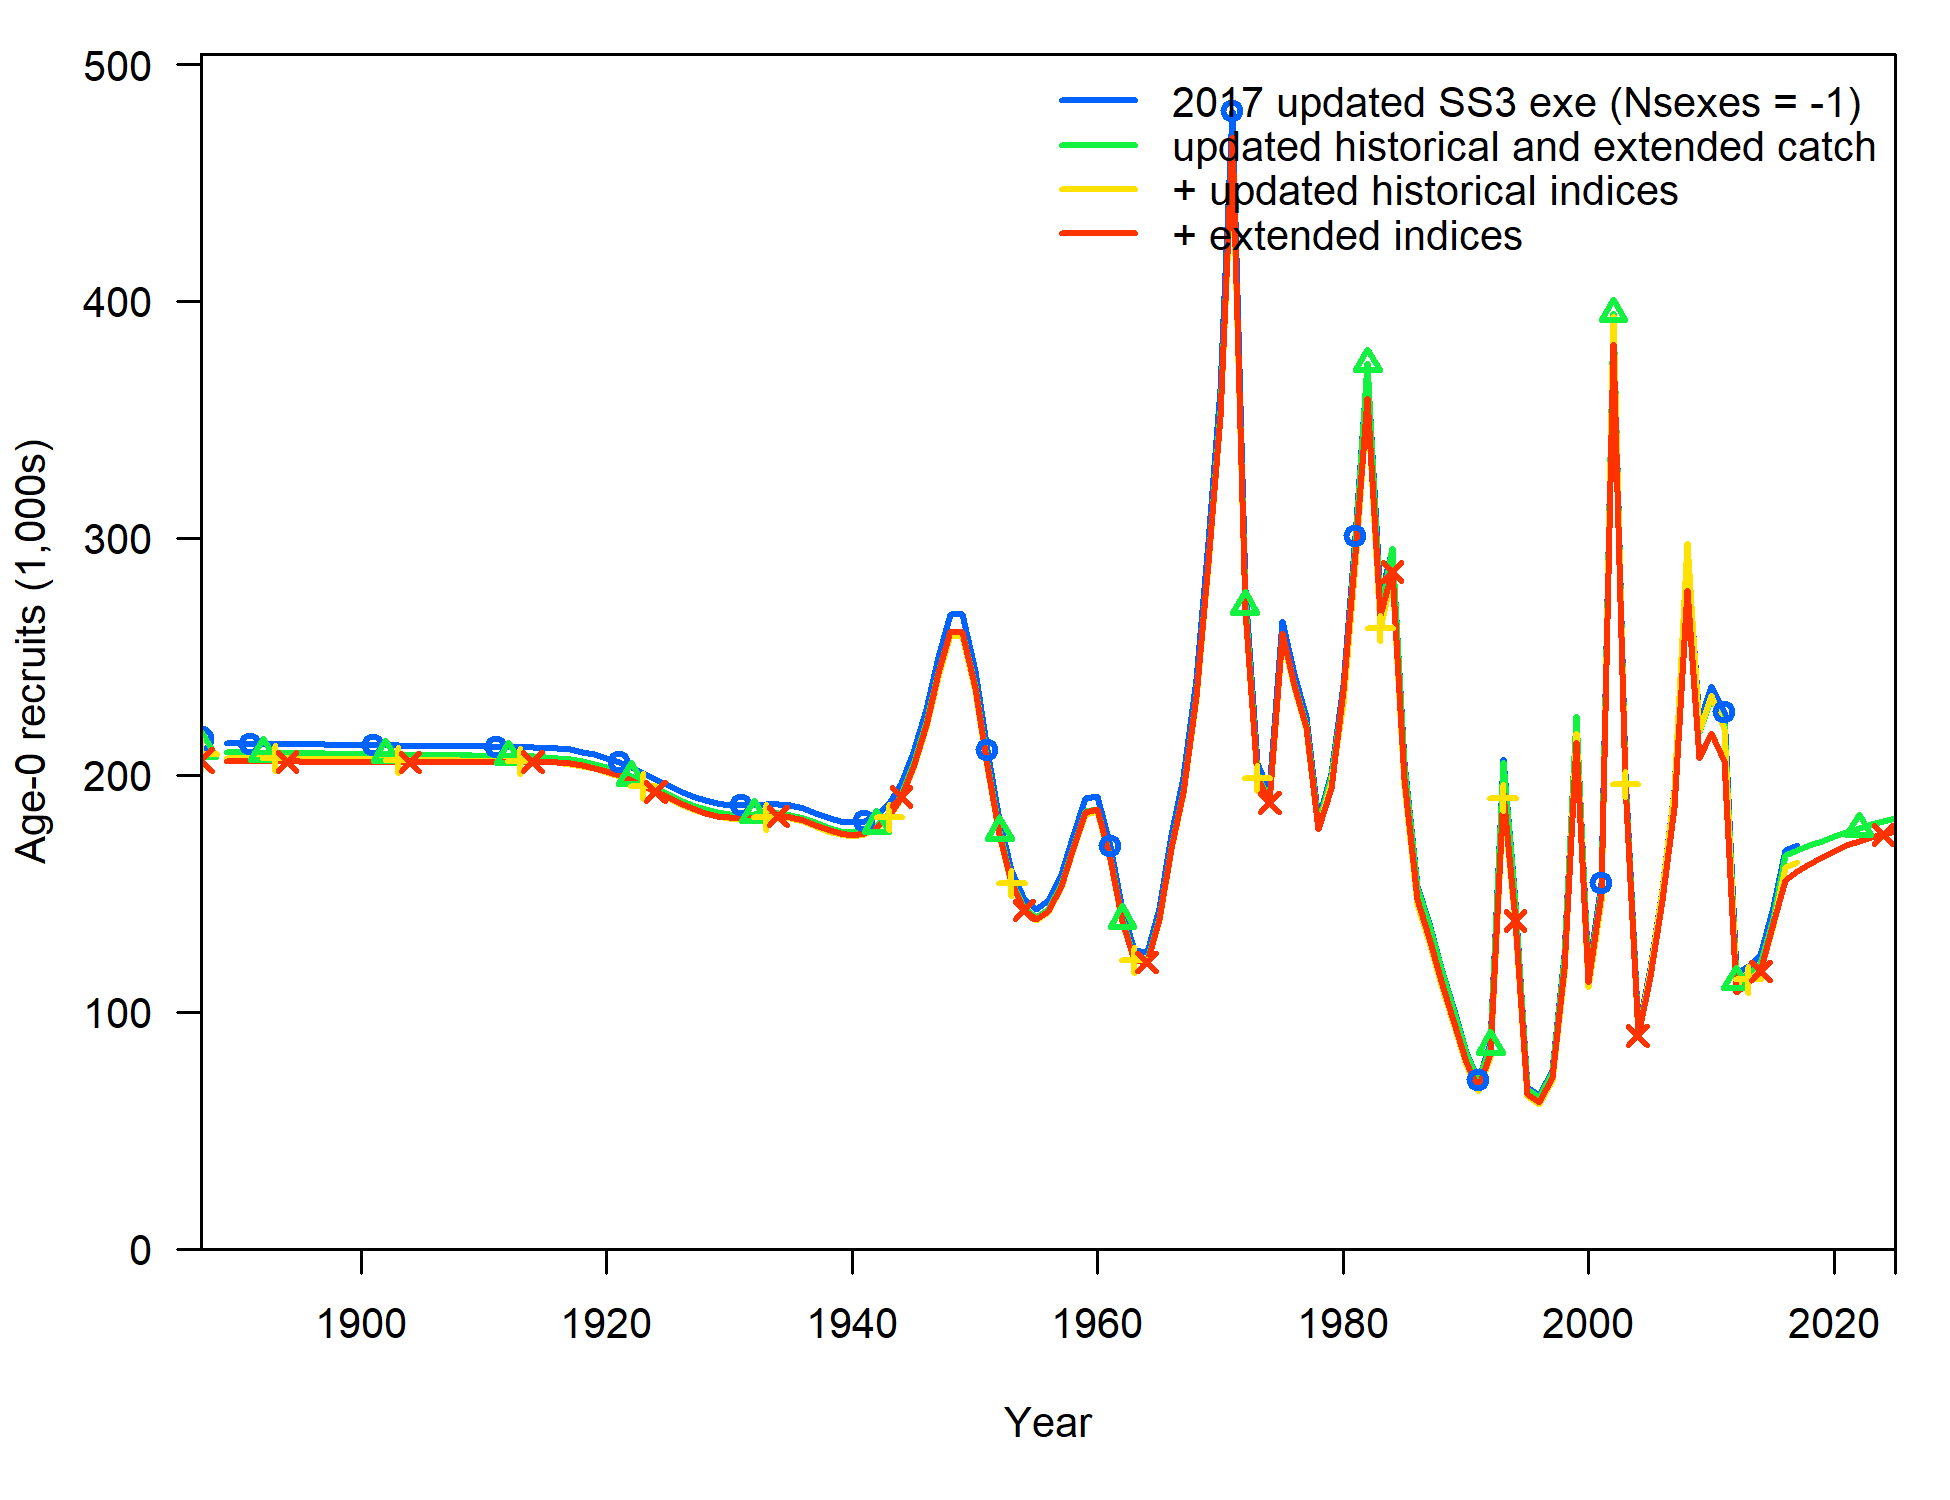 2017 updated SS3 exe (Nsexes = -1)
updated historical and extended catch
+ updated historical indices
+ extended indices
Age-0 recruits (1,000s)
500
400
300
200
100
0
1900 1920 1940 1960 1980 2000 2020
Year